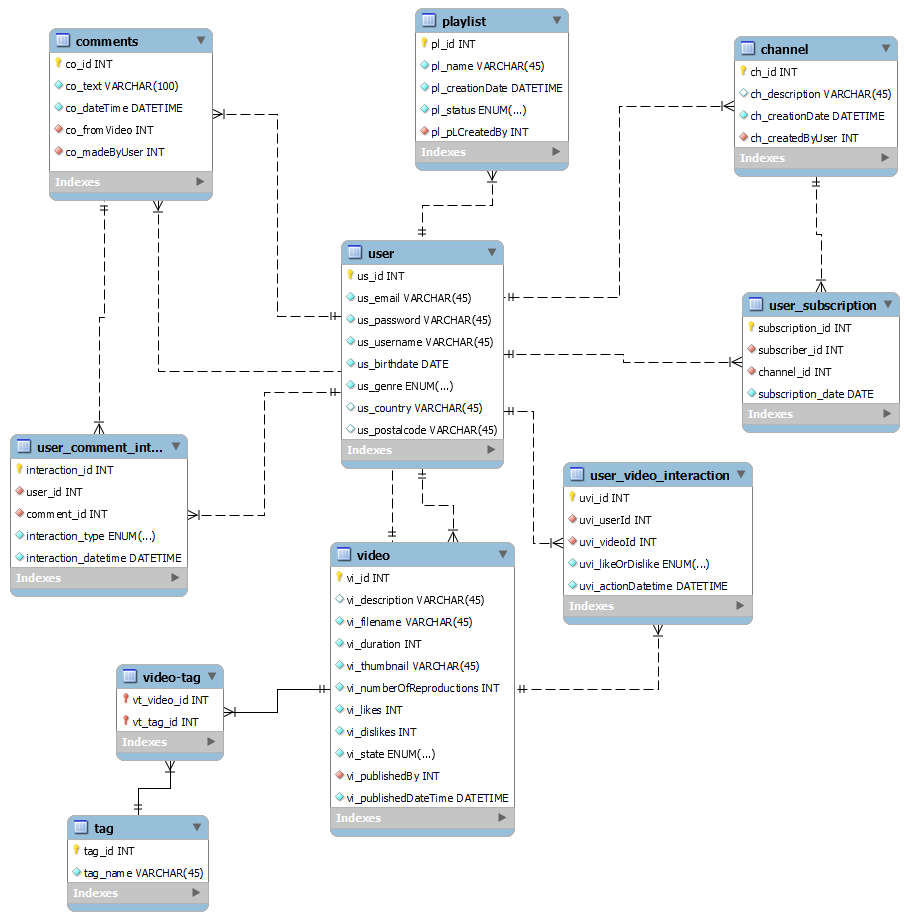 comments
co_id INT
co_text VARCHAR(100)
co_dateTime DATETIME
co_fromVideo INT
co_madeByUser INT
Indexes
playlist
pl_id INT
pl_name VARCHAR(45)
pl_creationDate DATETIME
pl_status ENUM(...)
pl_pLCreatedBy INT
Indexes
channel
ch_id INT
ch_description VARCHAR(45)
ch_creationDate DATETIME
ch_createdByUser INT
Indexes
user
us_id INT
us_email VARCHAR(45)
us_password VARCHAR(45)
us_username VARCHAR(45)
us_birthdate DATE
us_genre ENUM(...)
us_country VARCHAR(45)
us_postalcode VARCHAR(45)
Indexes
user_subscription
subscription_id INT
subscriber_id INT
channel_id INT
subscription_date DATE
Indexes
user_comment_int...
interaction_id INT
user_id INT
comment_id INT
interaction_type ENUM(...)
interaction_datetime DATETIME
Indexes
user_video_interaction
uvi_id INT
uvi_userId INT
uvi_videoId INT
uvi_likeOrDislike ENUM(...)
uvi_actionDatetime DATETIME
Indexes
video
vi_id INT
vi_description VARCHAR(45)
vi_filename VARCHAR(45)
vi_duration INT
vi_thumbnail VARCHAR(45)
vi_numberOfReproductions INT
vi_likes INT
vi_dislikes INT
vi_state ENUM(...)
vi_publishedBy INT
vi_publishedDateTime DATETIME
Indexes
video-tag
vt_video_id INT
vt_tag_id INT
Indexes
tag
tag_id INT
tag_name VARCHAR(45)
Indexes